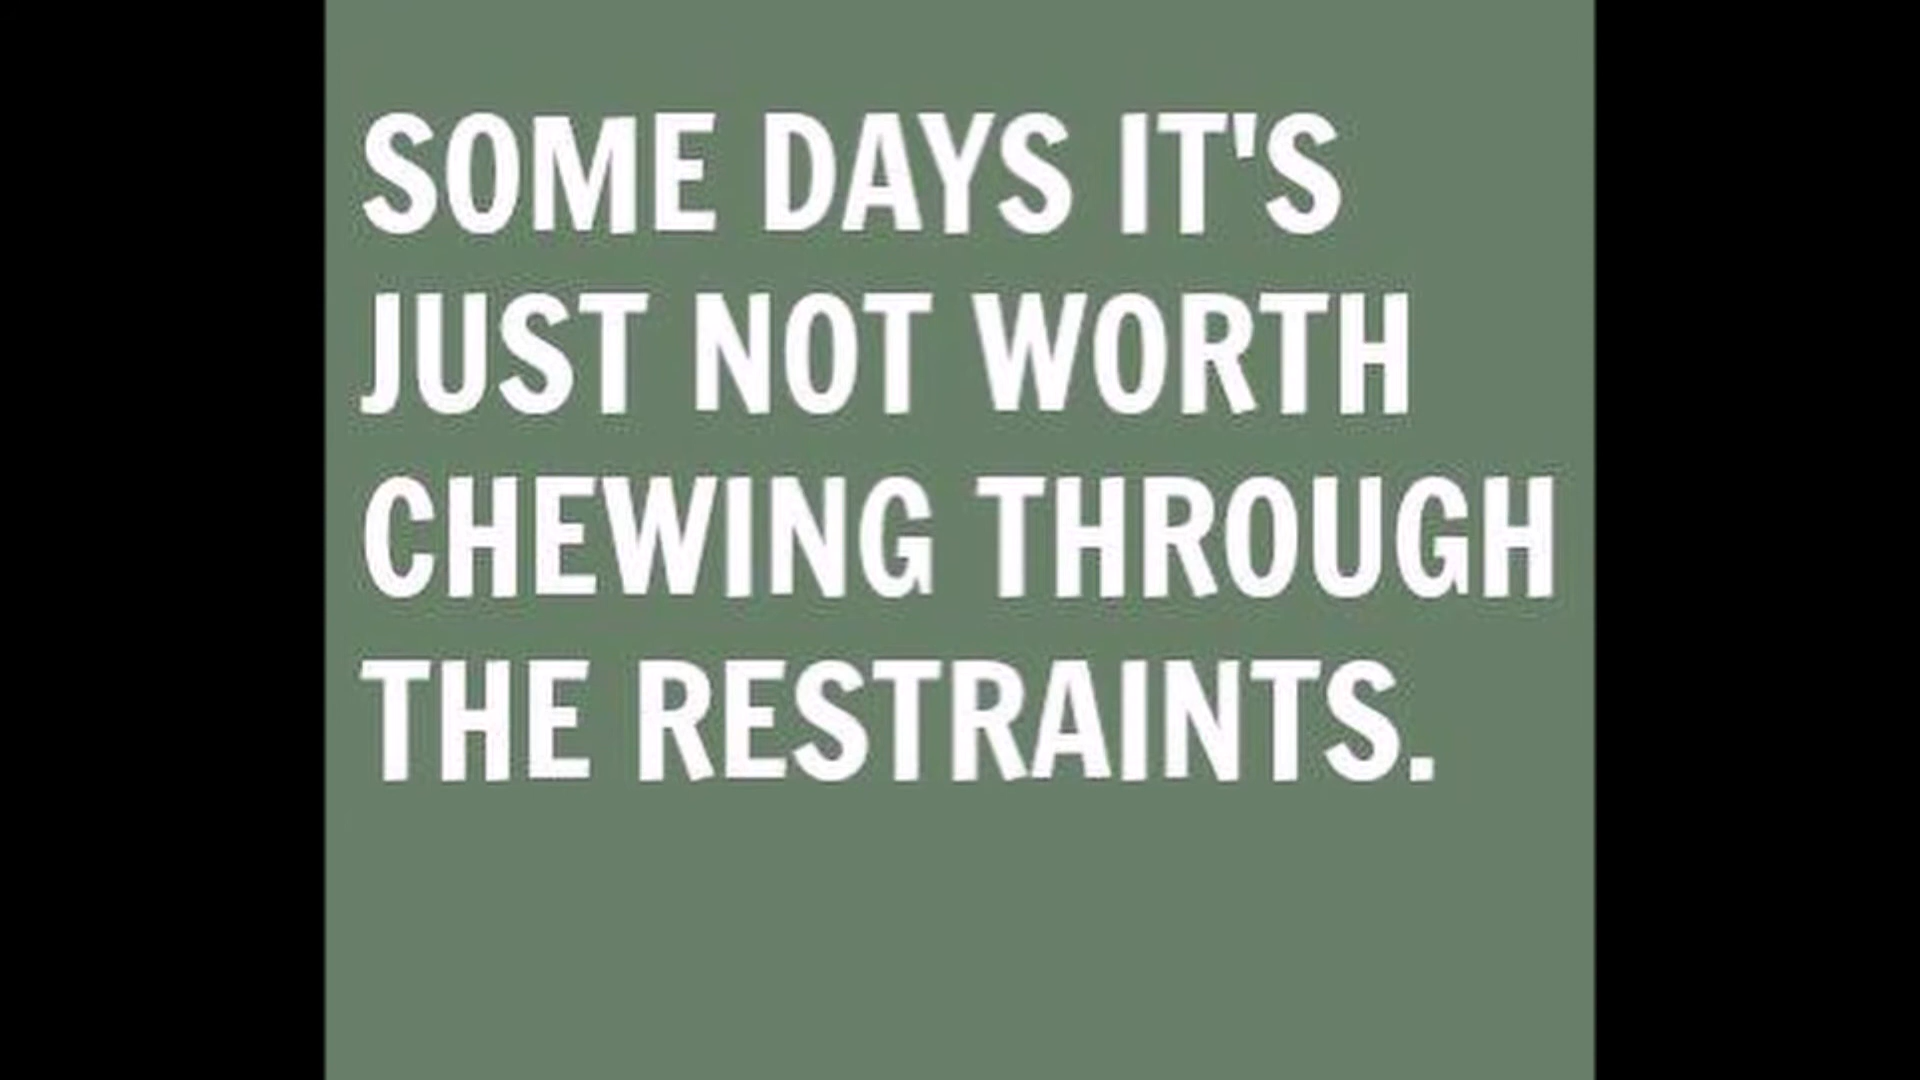 SOME DAYS IT'S
JUST NOT WORTH
CHEWING THROUGH
THE RESTRAINTS.